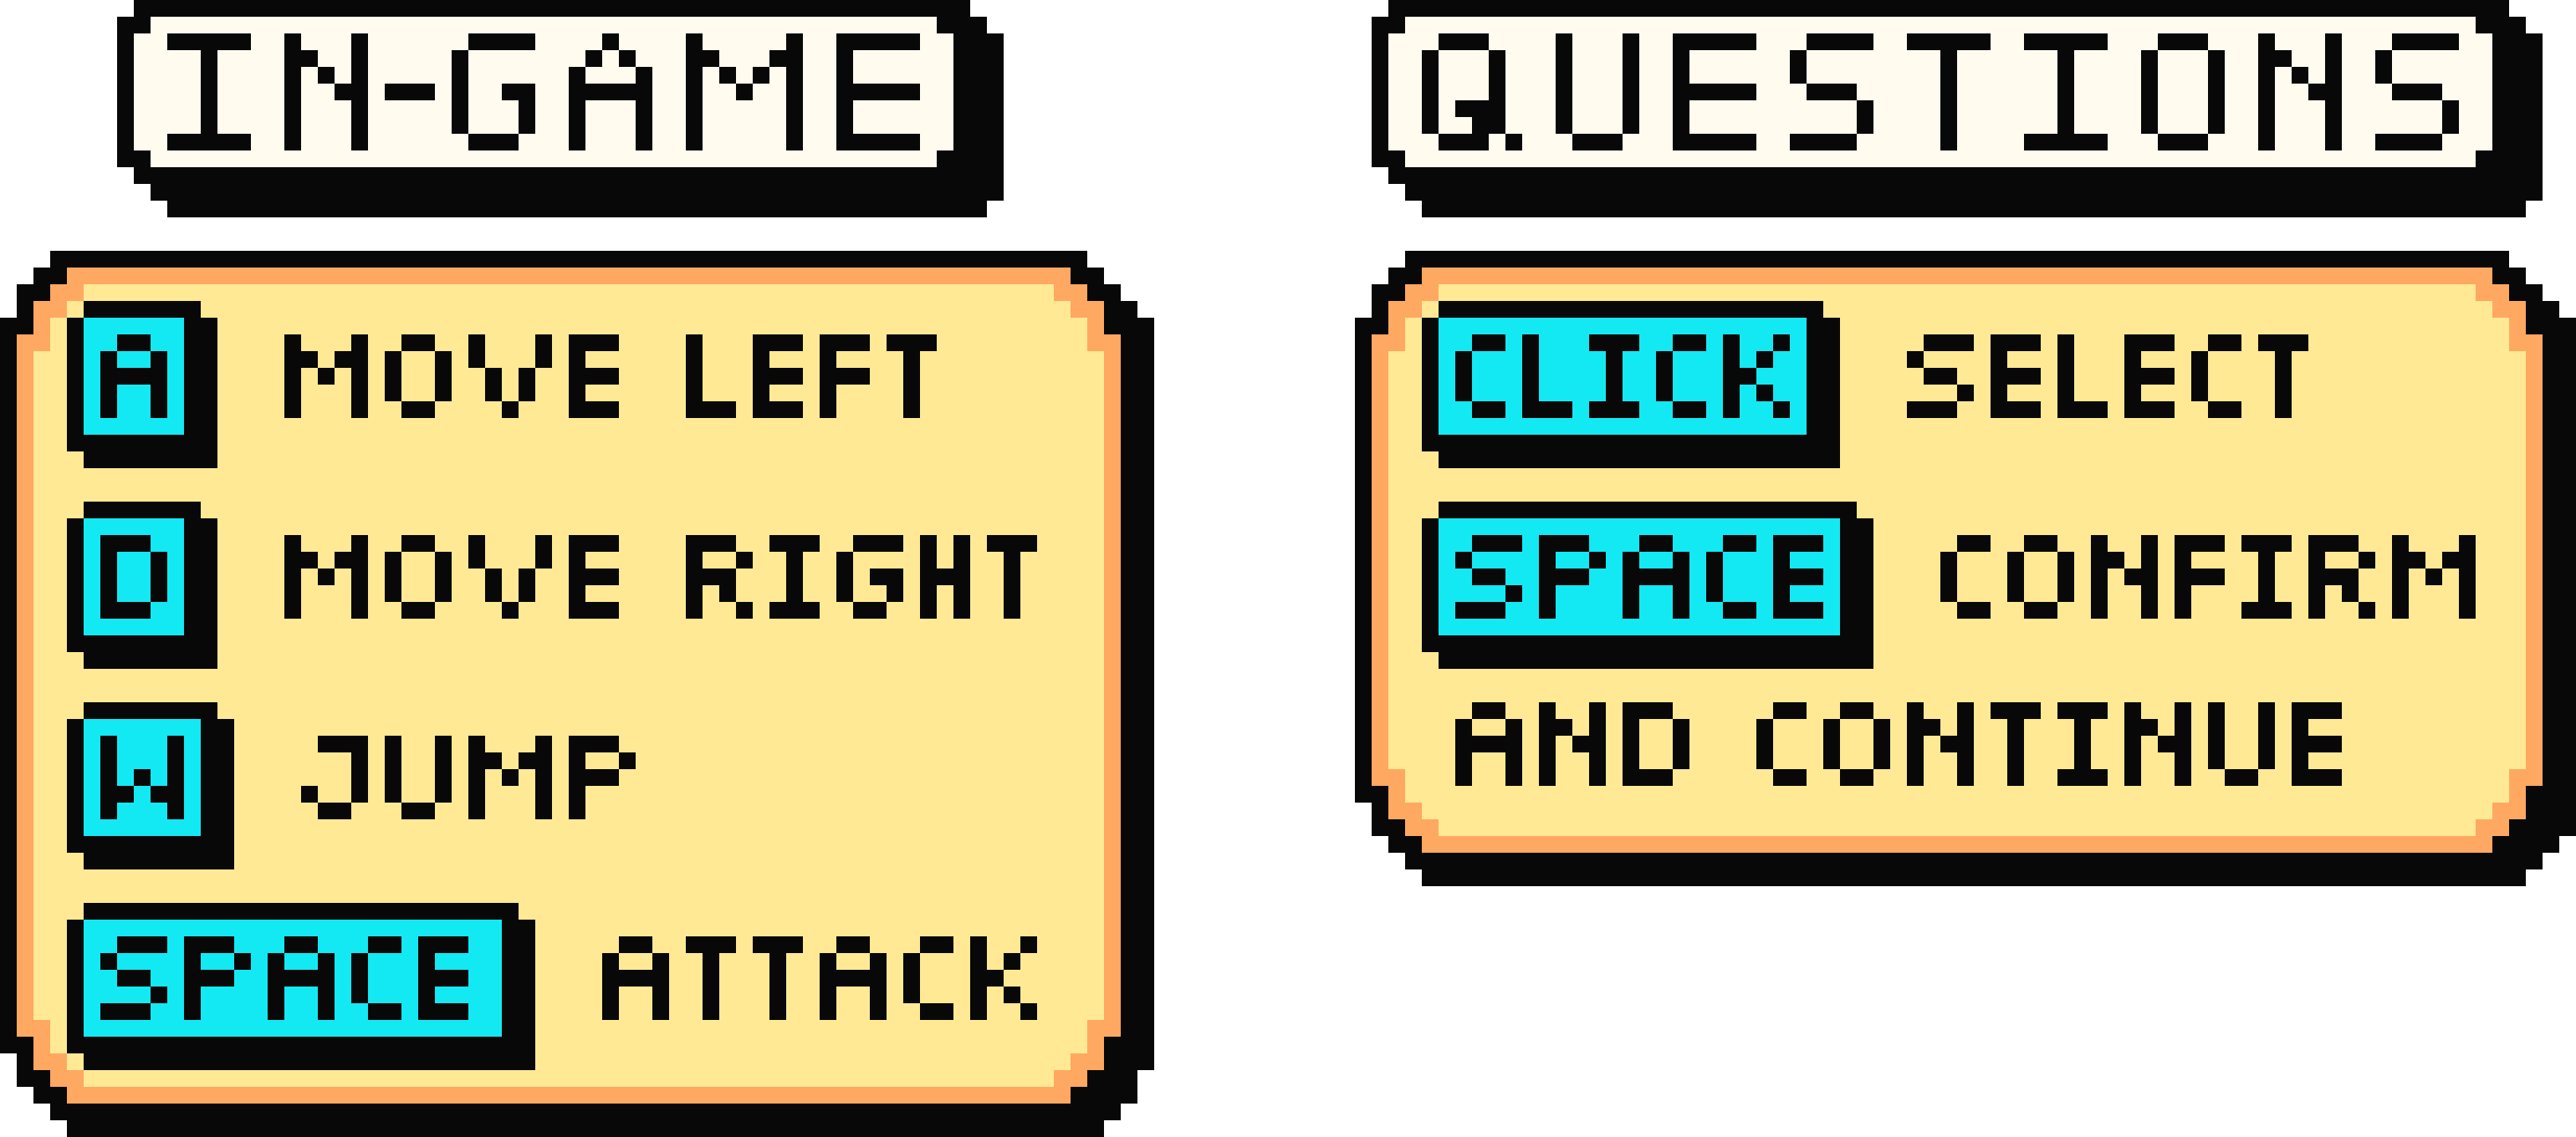 IN-GAME
A MOVE LEFT
D MOVE RIGHT
W JUMP
SPACE ATTACK
QUESTIONS
CLICK SELECT
SPACE CONFIRM
AND CONTINUE